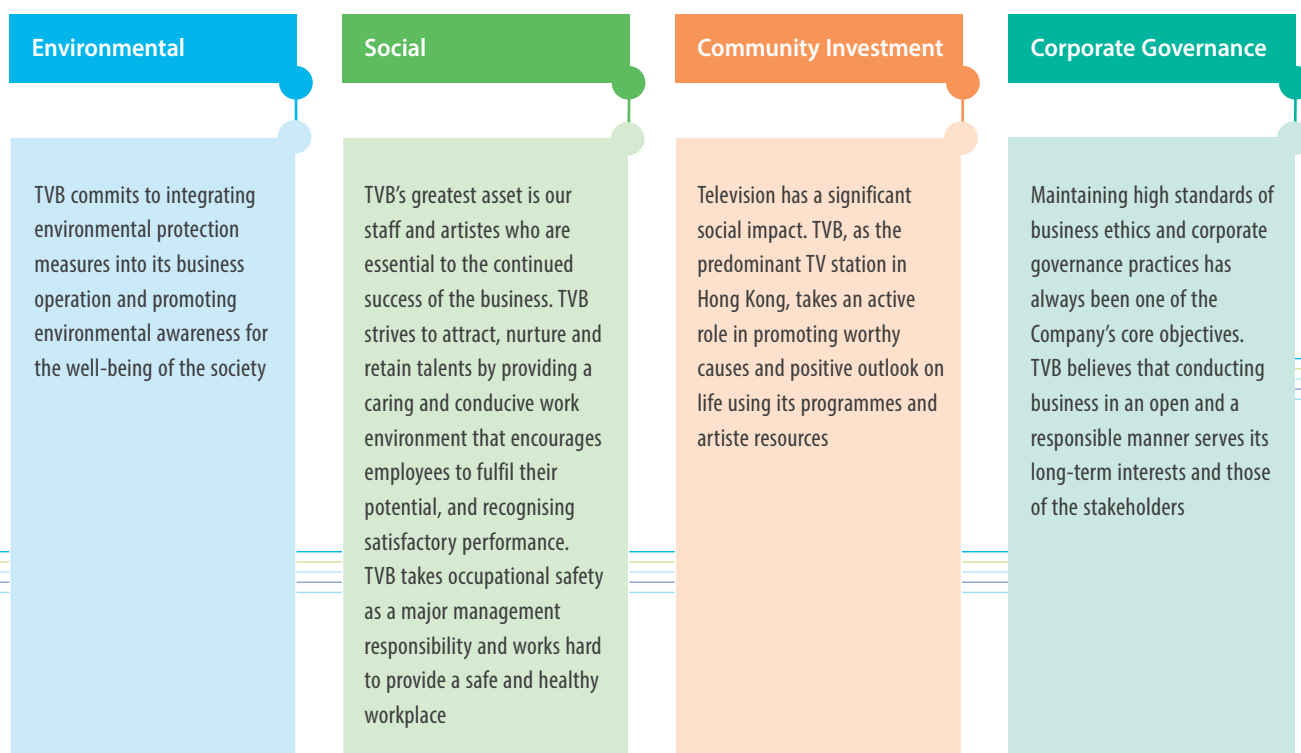 Environmental
TVB commits to integrating
environmental protection
measures into its business
operation and promoting
environmental awareness for
the well-being of the society
Social
TVB’s greatest asset is our
staff and artistes who are
essential to the continued
success of the business. TVB
strives to attract, nurture and
retain talents by providing a
caring and conducive work
environment that encourages
employees to fulfil their
potential, and recognising
satisfactory performance.
TVB takes occupational safety
as a major management
responsibility and works hard
to provide a safe and healthy
workplace
Community Investment
Television has a significant
social impact. TVB, as the
predominant TV station in
Hong Kong, takes an active
role in promoting worthy
causes and positive outlook on
life using its programmes and
artiste resources
Corporate Governance
Maintaining high standards of
business ethics and corporate
governance practices has
always been one of the
Company’s core objectives.
TVB believes that conducting
business in an open and a
responsible manner serves its
long-term interests and those
of the stakeholders